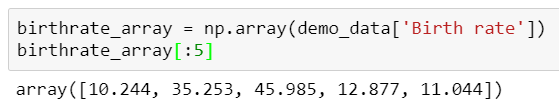 birthrate_array = np.array(demo_data['Birth rate'])
birthrate_array[:5]
array([10.244, 35.253, 45.985, 12.877, 11.044])